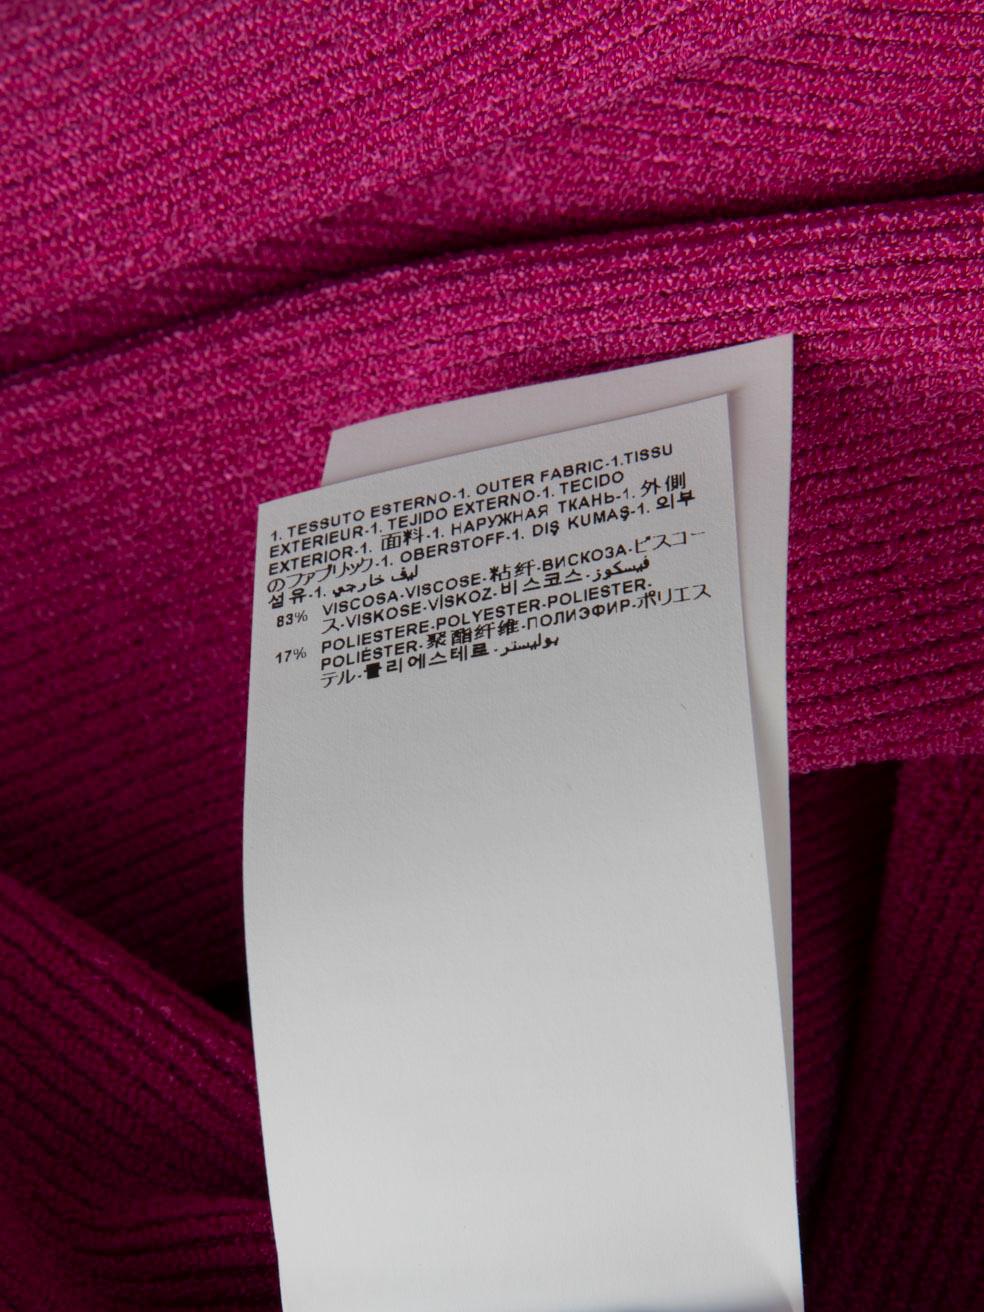 1. TESSUTO ESTERNO-1. OUTER FABRIC-1.TISSU
EXTERIEUR-1. TEJIDO EXTERNO-1. TECIDO
EXTERIOR-1. 面料-1. НАРУЖНАЯ ТКАНЬ-1. 外側
のファブリック-1. OBERSTOFF-1. DIŞ KUMAŞ-1. 외부
섬유-1. ليف خارجي
83% VISCOSA-VISCOSE-粘纤-ВИСКОЗА-ビスコー
ス-VISKOSE-VİSKOZ-비스코스-فيسكوز
17% POLIESTERE-POLYESTER-POLIESTER-
POLIÉSTER-聚酯纤维-ПОЛИЭФИР-ポリエス
テル-폴리에스테르-بوليستر